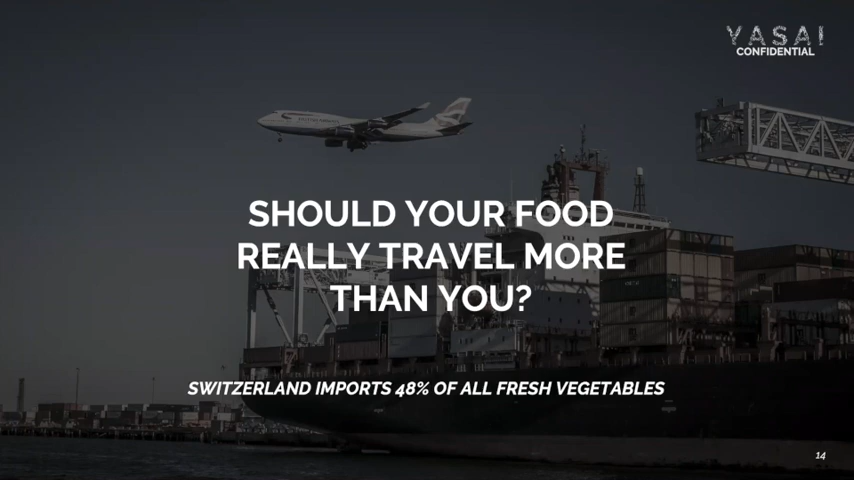 YASAI
CONFIDENTIAL
SHOULD YOUR FOOD
REALLY TRAVEL MORE
THAN YOU?
SWITZERLAND IMPORTS 48% OF ALL FRESH VEGETABLES
14